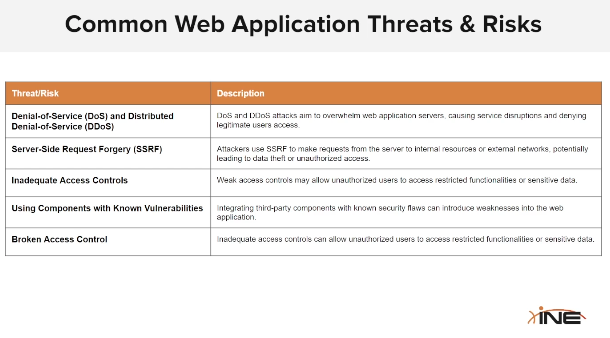 Common Web Application Threats & Risks
Threat/Risk
Description
Denial-of-Service (DoS) and Distributed
Denial-of-Service (DDoS)
DoS and DDoS attacks aim to overwhelm web application servers, causing service disruptions and denying
legitimate users access.
Server-Side Request Forgery (SSRF)
Attackers use SSRF to make requests from the server to internal resources or external networks, potentially
leading to data theft or unauthorized access.
Inadequate Access Controls
Weak access controls may allow unauthorized users to access restricted functionalities or sensitive data.
Using Components with Known Vulnerabilities
Integrating third-party components with known security flaws can introduce weaknesses into the web
application.
Broken Access Control
Inadequate access controls can allow unauthorized users to access restricted functionalities or sensitive data.
INE